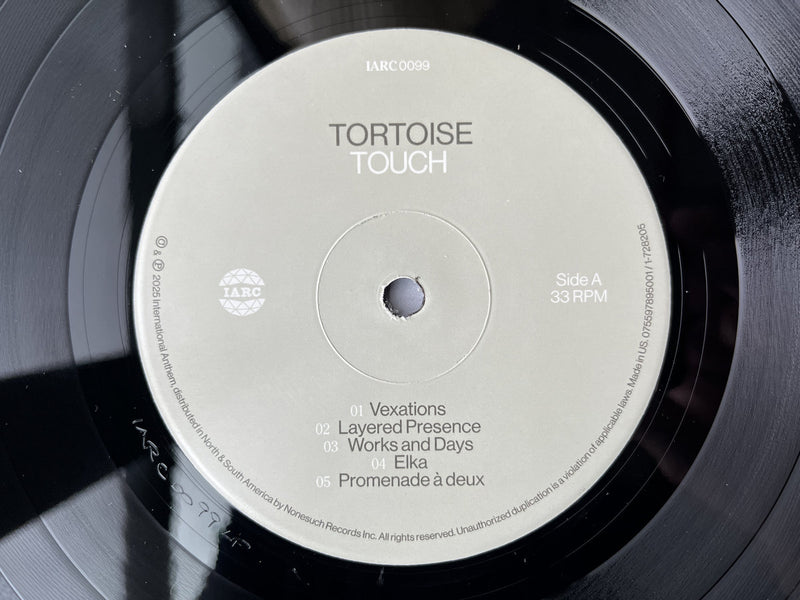 IARC 0099
TORTOISE
TOUCH
IARC
Side A
33 RPM
01 Vexations
02 Layered Presence
03 Works and Days
04 Elka
05 Promenade à deux
© & ℗ 2025 International Anthem, distributed in North & South America by Nonesuch Records Inc. All rights reserved. Unauthorized duplication is a violation of applicable laws. Made in US. 075597895001 / 1-728205
IARC 0099